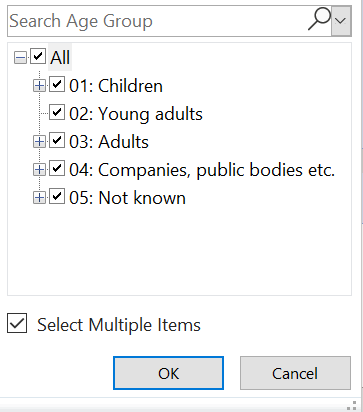 Search Age Group
All
01: Children
02: Young adults
03: Adults
04: Companies, public bodies etc.
05: Not known
Select Multiple Items
OK Cancel